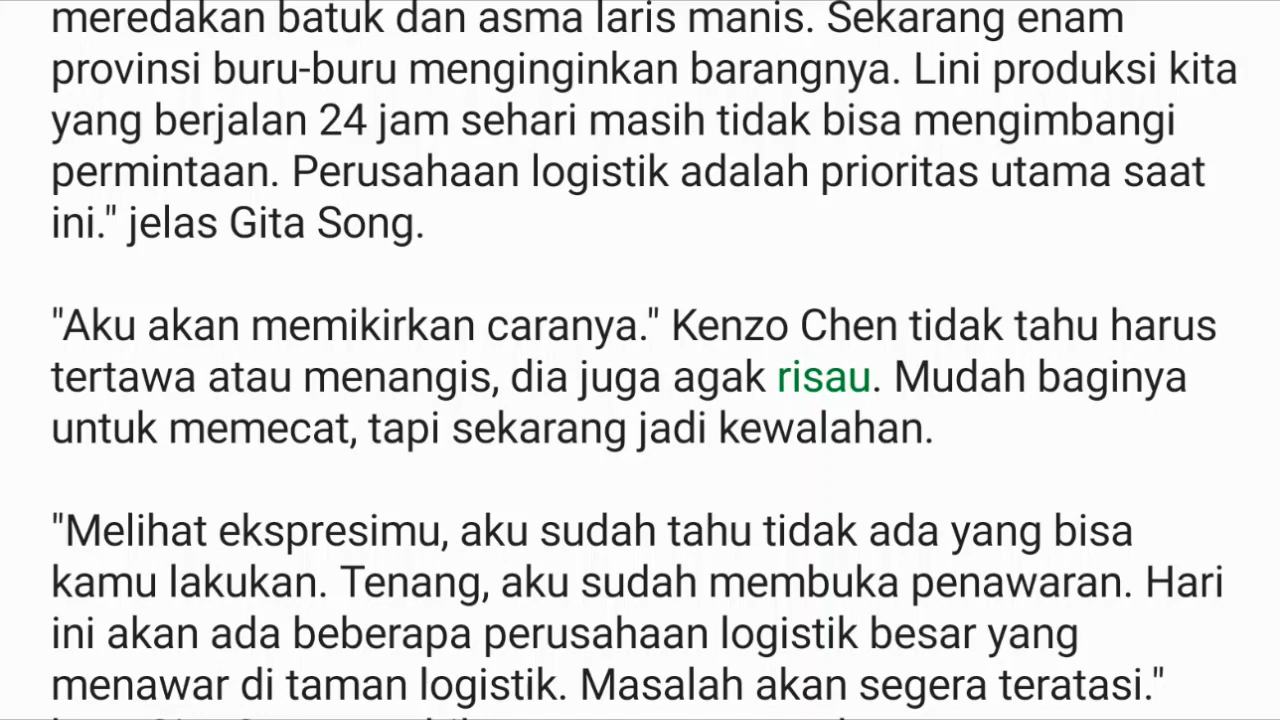 meredakan batuk dan asma laris manis. Sekarang enam
provinsi buru-buru menginginkan barangnya. Lini produksi kita
yang berjalan 24 jam sehari masih tidak bisa mengimbangi
permintaan. Perusahaan logistik adalah prioritas utama saat
ini." jelas Gita Song.
"Aku akan memikirkan caranya." Kenzo Chen tidak tahu harus
tertawa atau menangis, dia juga agak risau. Mudah baginya
untuk memecat, tapi sekarang jadi kewalahan.
"Melihat ekspresimu, aku sudah tahu tidak ada yang bisa
kamu lakukan. Tenang, aku sudah membuka penawaran. Hari
ini akan ada beberapa perusahaan logistik besar yang
menawar di taman logistik. Masalah akan segera teratasi."